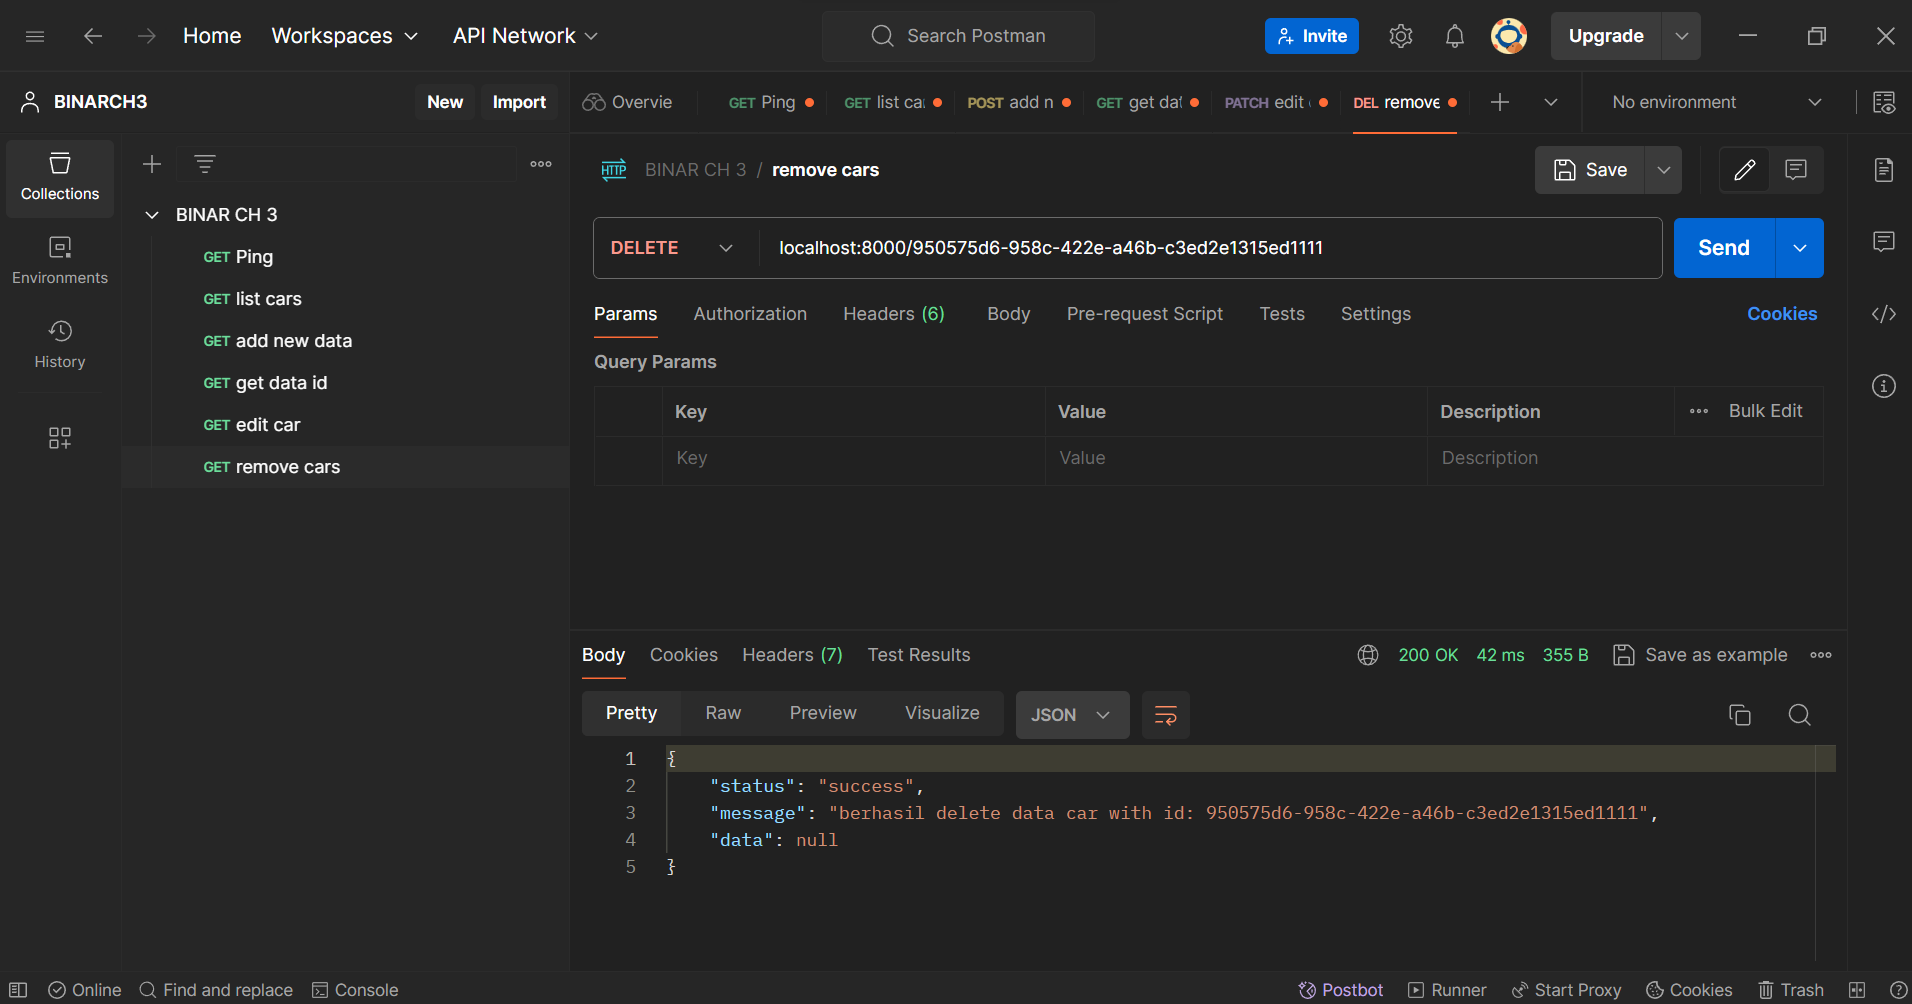 Home Workspaces API Network Search Postman Invite Upgrade
BINARCH3 New Import
Overvie GET Ping GET list ca POST add n GET get dat PATCH edit DEL remove No environment
Collections
Environments
History
BINAR CH 3
GET Ping
GET list cars
GET add new data
GET get data id
GET edit car
GET remove cars
HTTP BINAR CH 3 / remove cars Save
DELETE localhost:8000/950575d6-958c-422e-a46b-c3ed2e1315ed1111 Send
Params Authorization Headers (6) Body Pre-request Script Tests Settings Cookies
Query Params
Key Value Description Bulk Edit
Key Value Description
Body Cookies Headers (7) Test Results 200 OK 42 ms 355 B Save as example
Pretty Raw Preview Visualize JSON
1 {
2 "status": "success",
3 "message": "berhasil delete data car with id: 950575d6-958c-422e-a46b-c3ed2e1315ed1111",
4 "data": null
5 }
Online Find and replace Console Postbot Runner Start Proxy Cookies Trash